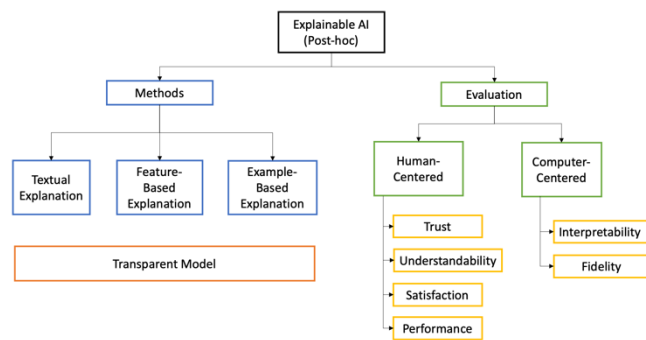 Explainable AI
(Post-hoc)
Methods
Evaluation
Textual
Explanation
Feature-
Based
Explanation
Example-
Based
Explanation
Human-
Centered
Computer-
Centered
Trust
Understandability
Satisfaction
Performance
Interpretability
Fidelity
Transparent Model